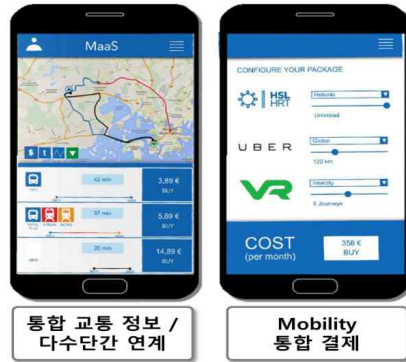 MaaS
$ t
42 min
3,89 €
BUY
37 min
5,89 €
BUY
20 min
14,89 €
BUY
통합 교통 정보 /
다수단간 연계
CONFIGURE YOUR PACKAGE
HSL
HRT
Helsinki
Unlimited
UBER
Global
120 km
VR
Intercity
0 Journeys
COST
(per month)
358 €
BUY
Mobility
통합 결제